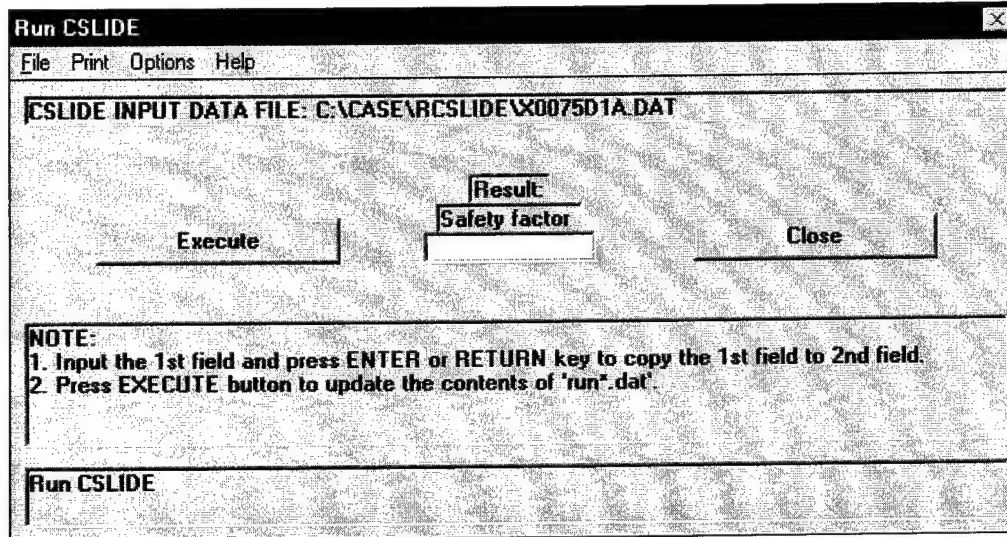 Run CSLIDE
File Print Options Help
CSLIDE INPUT DATA FILE: C:\CASE\RCSLIDE\X0075D1A.DAT
Result:
Safety factor
Execute
Close
NOTE:
1. Input the 1st field and press ENTER or RETURN key to copy the 1st field to 2nd field.
2. Press EXECUTE button to update the contents of 'run*.dat'.
Run CSLIDE